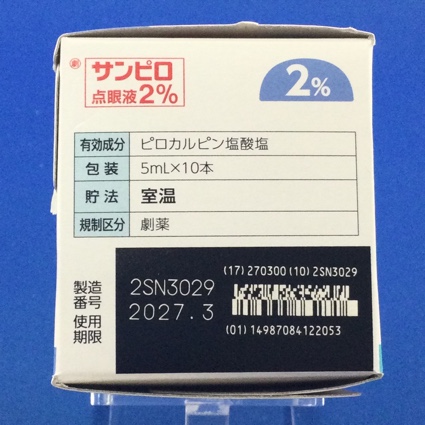 劇 サンピロ
点眼液2%
2%
有効成分 ピロカルピン塩酸塩
包装 5mL×10本
貯法 室温
規制区分 劇薬
製造番号 2SN3029
使用期限 2027.3
(17)270300(10)2SN3029
(01)14987084122053